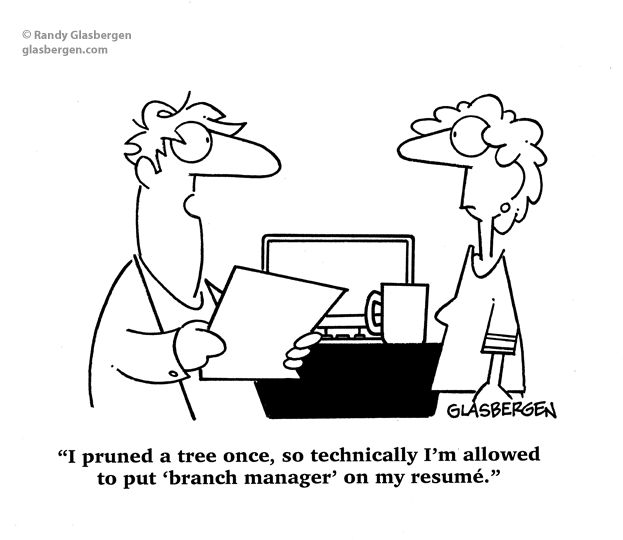 © Randy Glasbergen
glasbergen.com
GLASBERGEN
“I pruned a tree once, so technically I’m allowed
to put ‘branch manager’ on my resumé.”